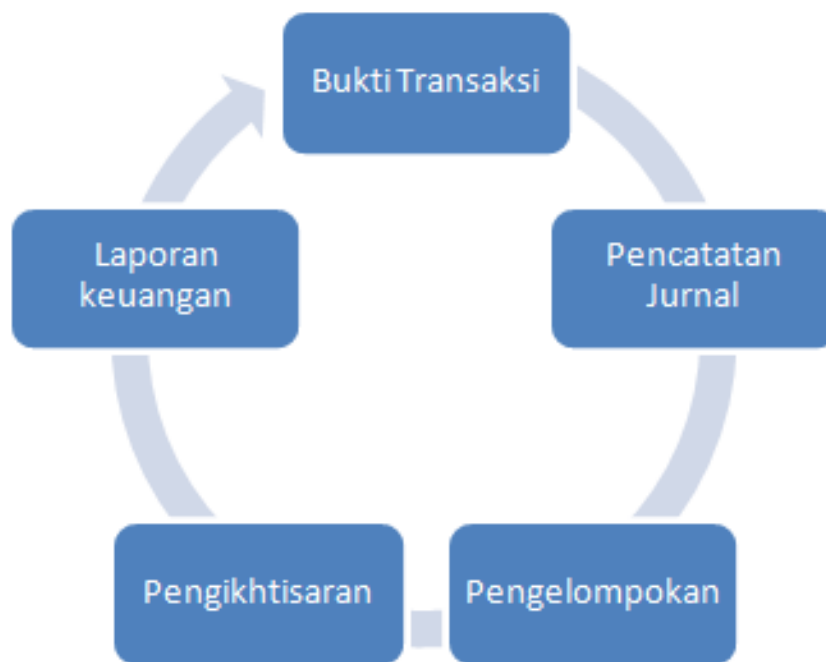 Bukti Transaksi
Pencatatan
Jurnal
Pengelompokan
Pengikhtisaran
Laporan
keuangan